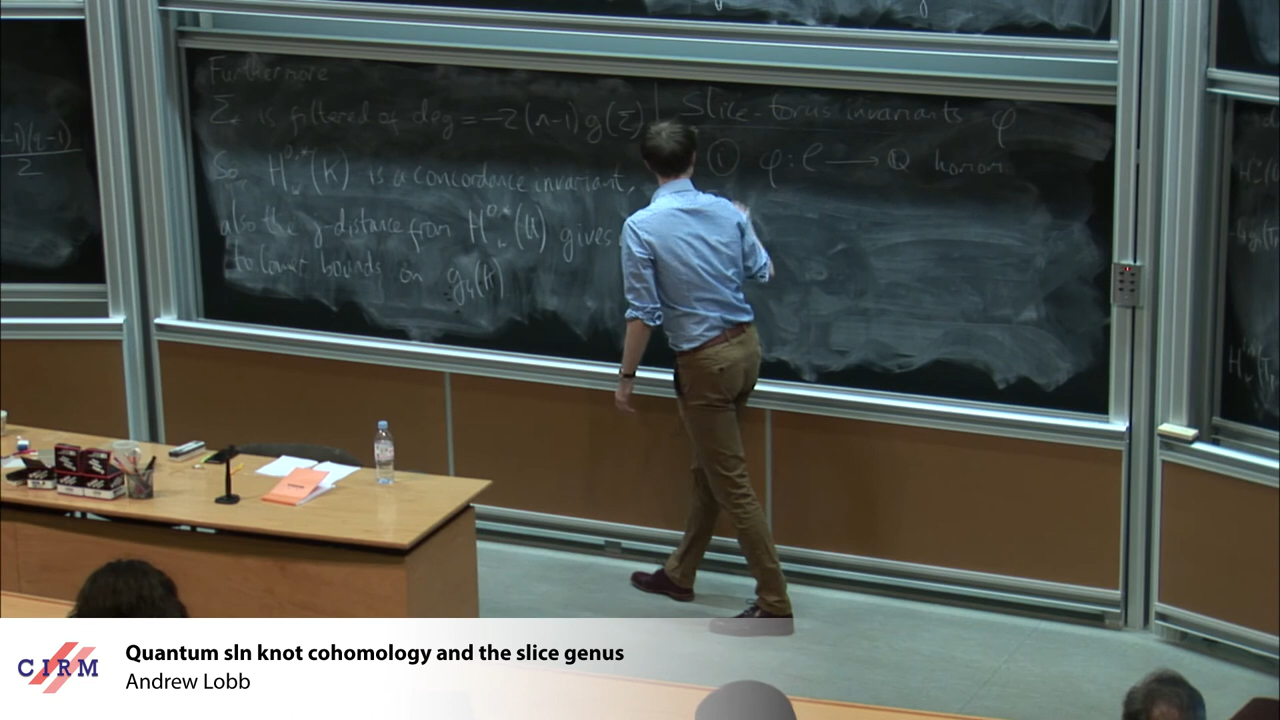 Furthermore
Σ is filtered of deg = -2(n-1) g(Σ)
So H_w^{0,*}(K) is a concordance invariant,
also the j-distance from H_w^{0,*}(U) gives
to lower bounds on g_4(K)
Slice-torus invariants φ
① φ: C ⟶ Q homom
-1)(q-1)
2
CIRM
Quantum sln knot cohomology and the slice genus
Andrew Lobb